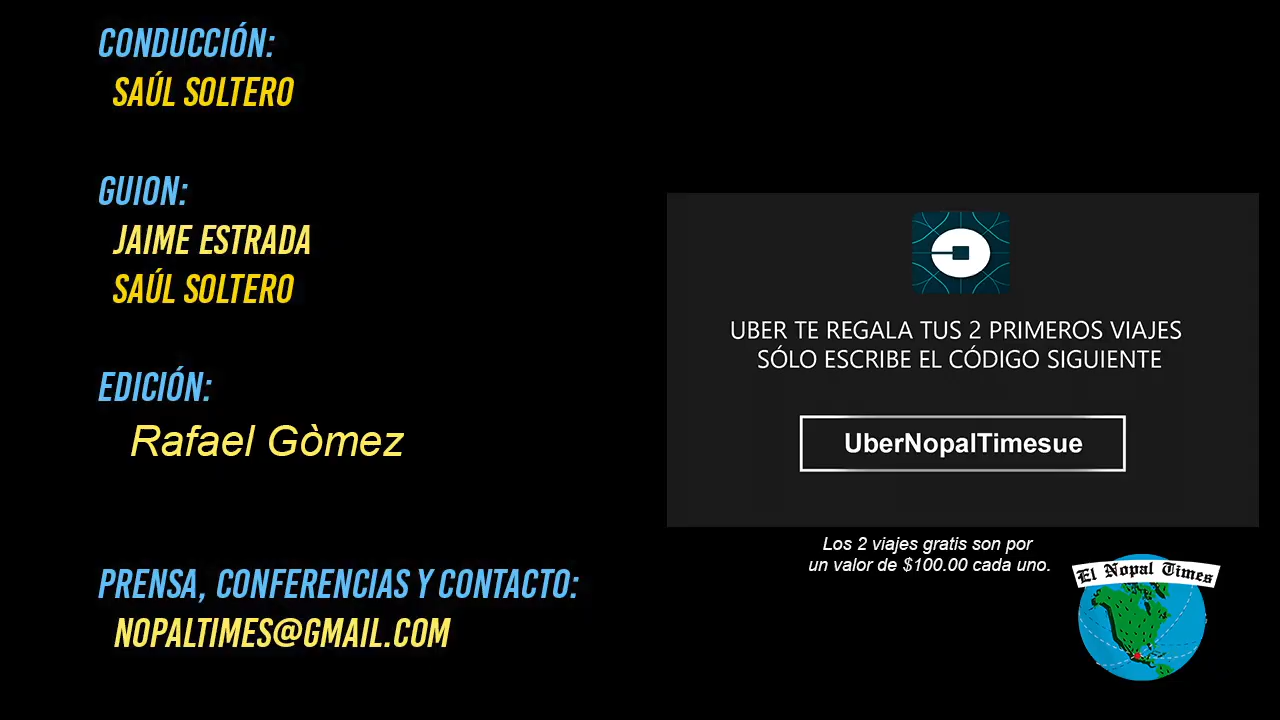 CONDUCCIÓN:
SAÚL SOLTERO
GUION:
JAIME ESTRADA
SAÚL SOLTERO
EDICIÓN:
Rafael Gòmez
PRENSA, CONFERENCIAS Y CONTACTO:
NOPALTIMES@GMAIL.COM
UBER TE REGALA TUS 2 PRIMEROS VIAJES
SÓLO ESCRIBE EL CÓDIGO SIGUIENTE
UberNopalTimesue
Los 2 viajes gratis son por
un valor de $100.00 cada uno.
El Nopal Times